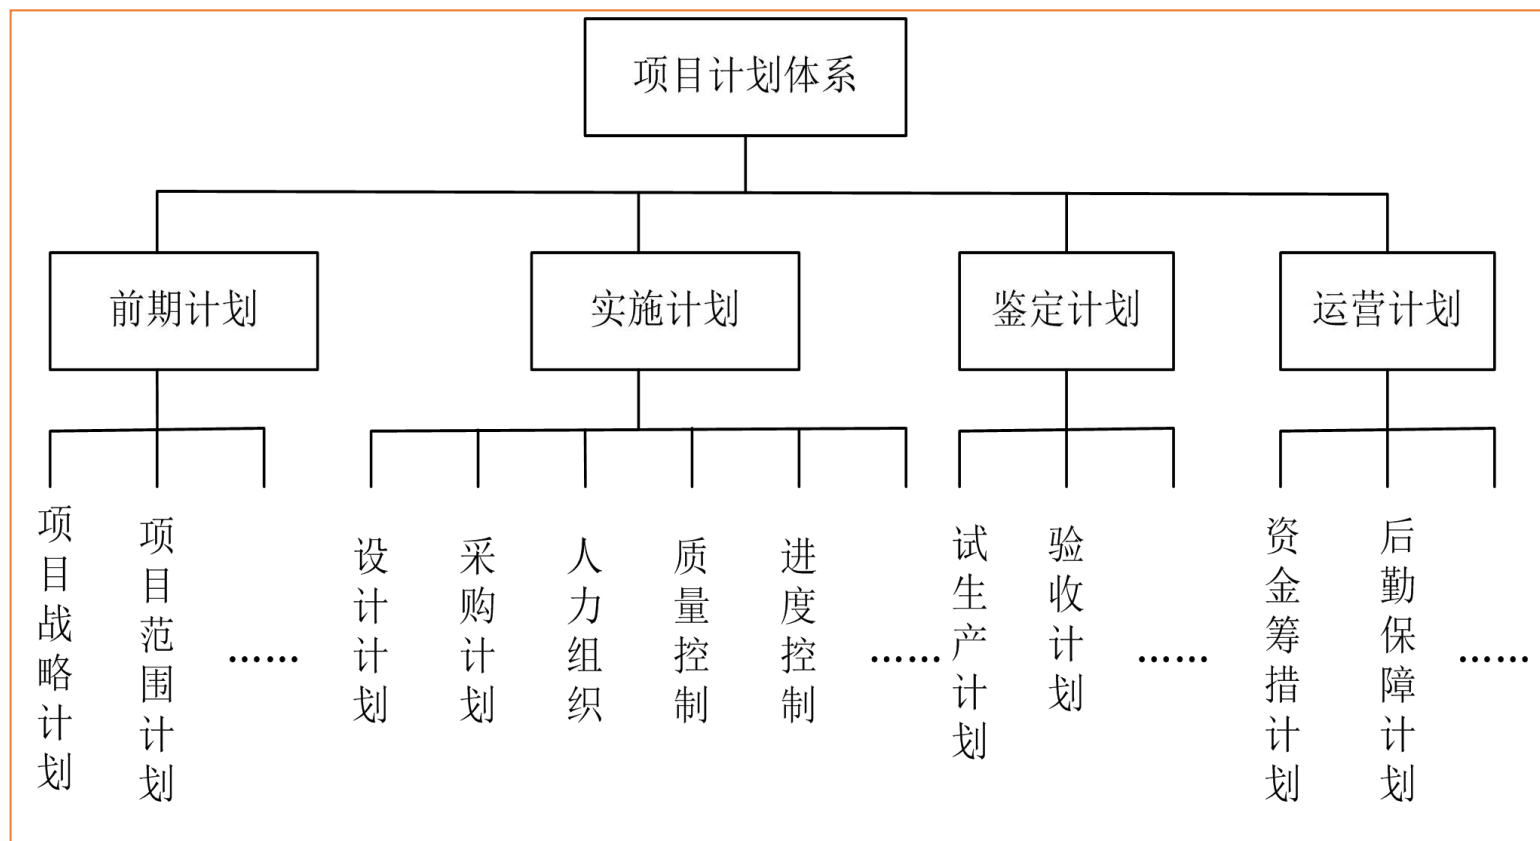 项目计划体系
前期计划
实施计划
鉴定计划
运营计划
项目战略计划
项目范围计划
……
设计计划
采购计划
人力组织
质量控制
进度控制
……
试生产计划
验收计划
……
资金筹措计划
后勤保障计划
……